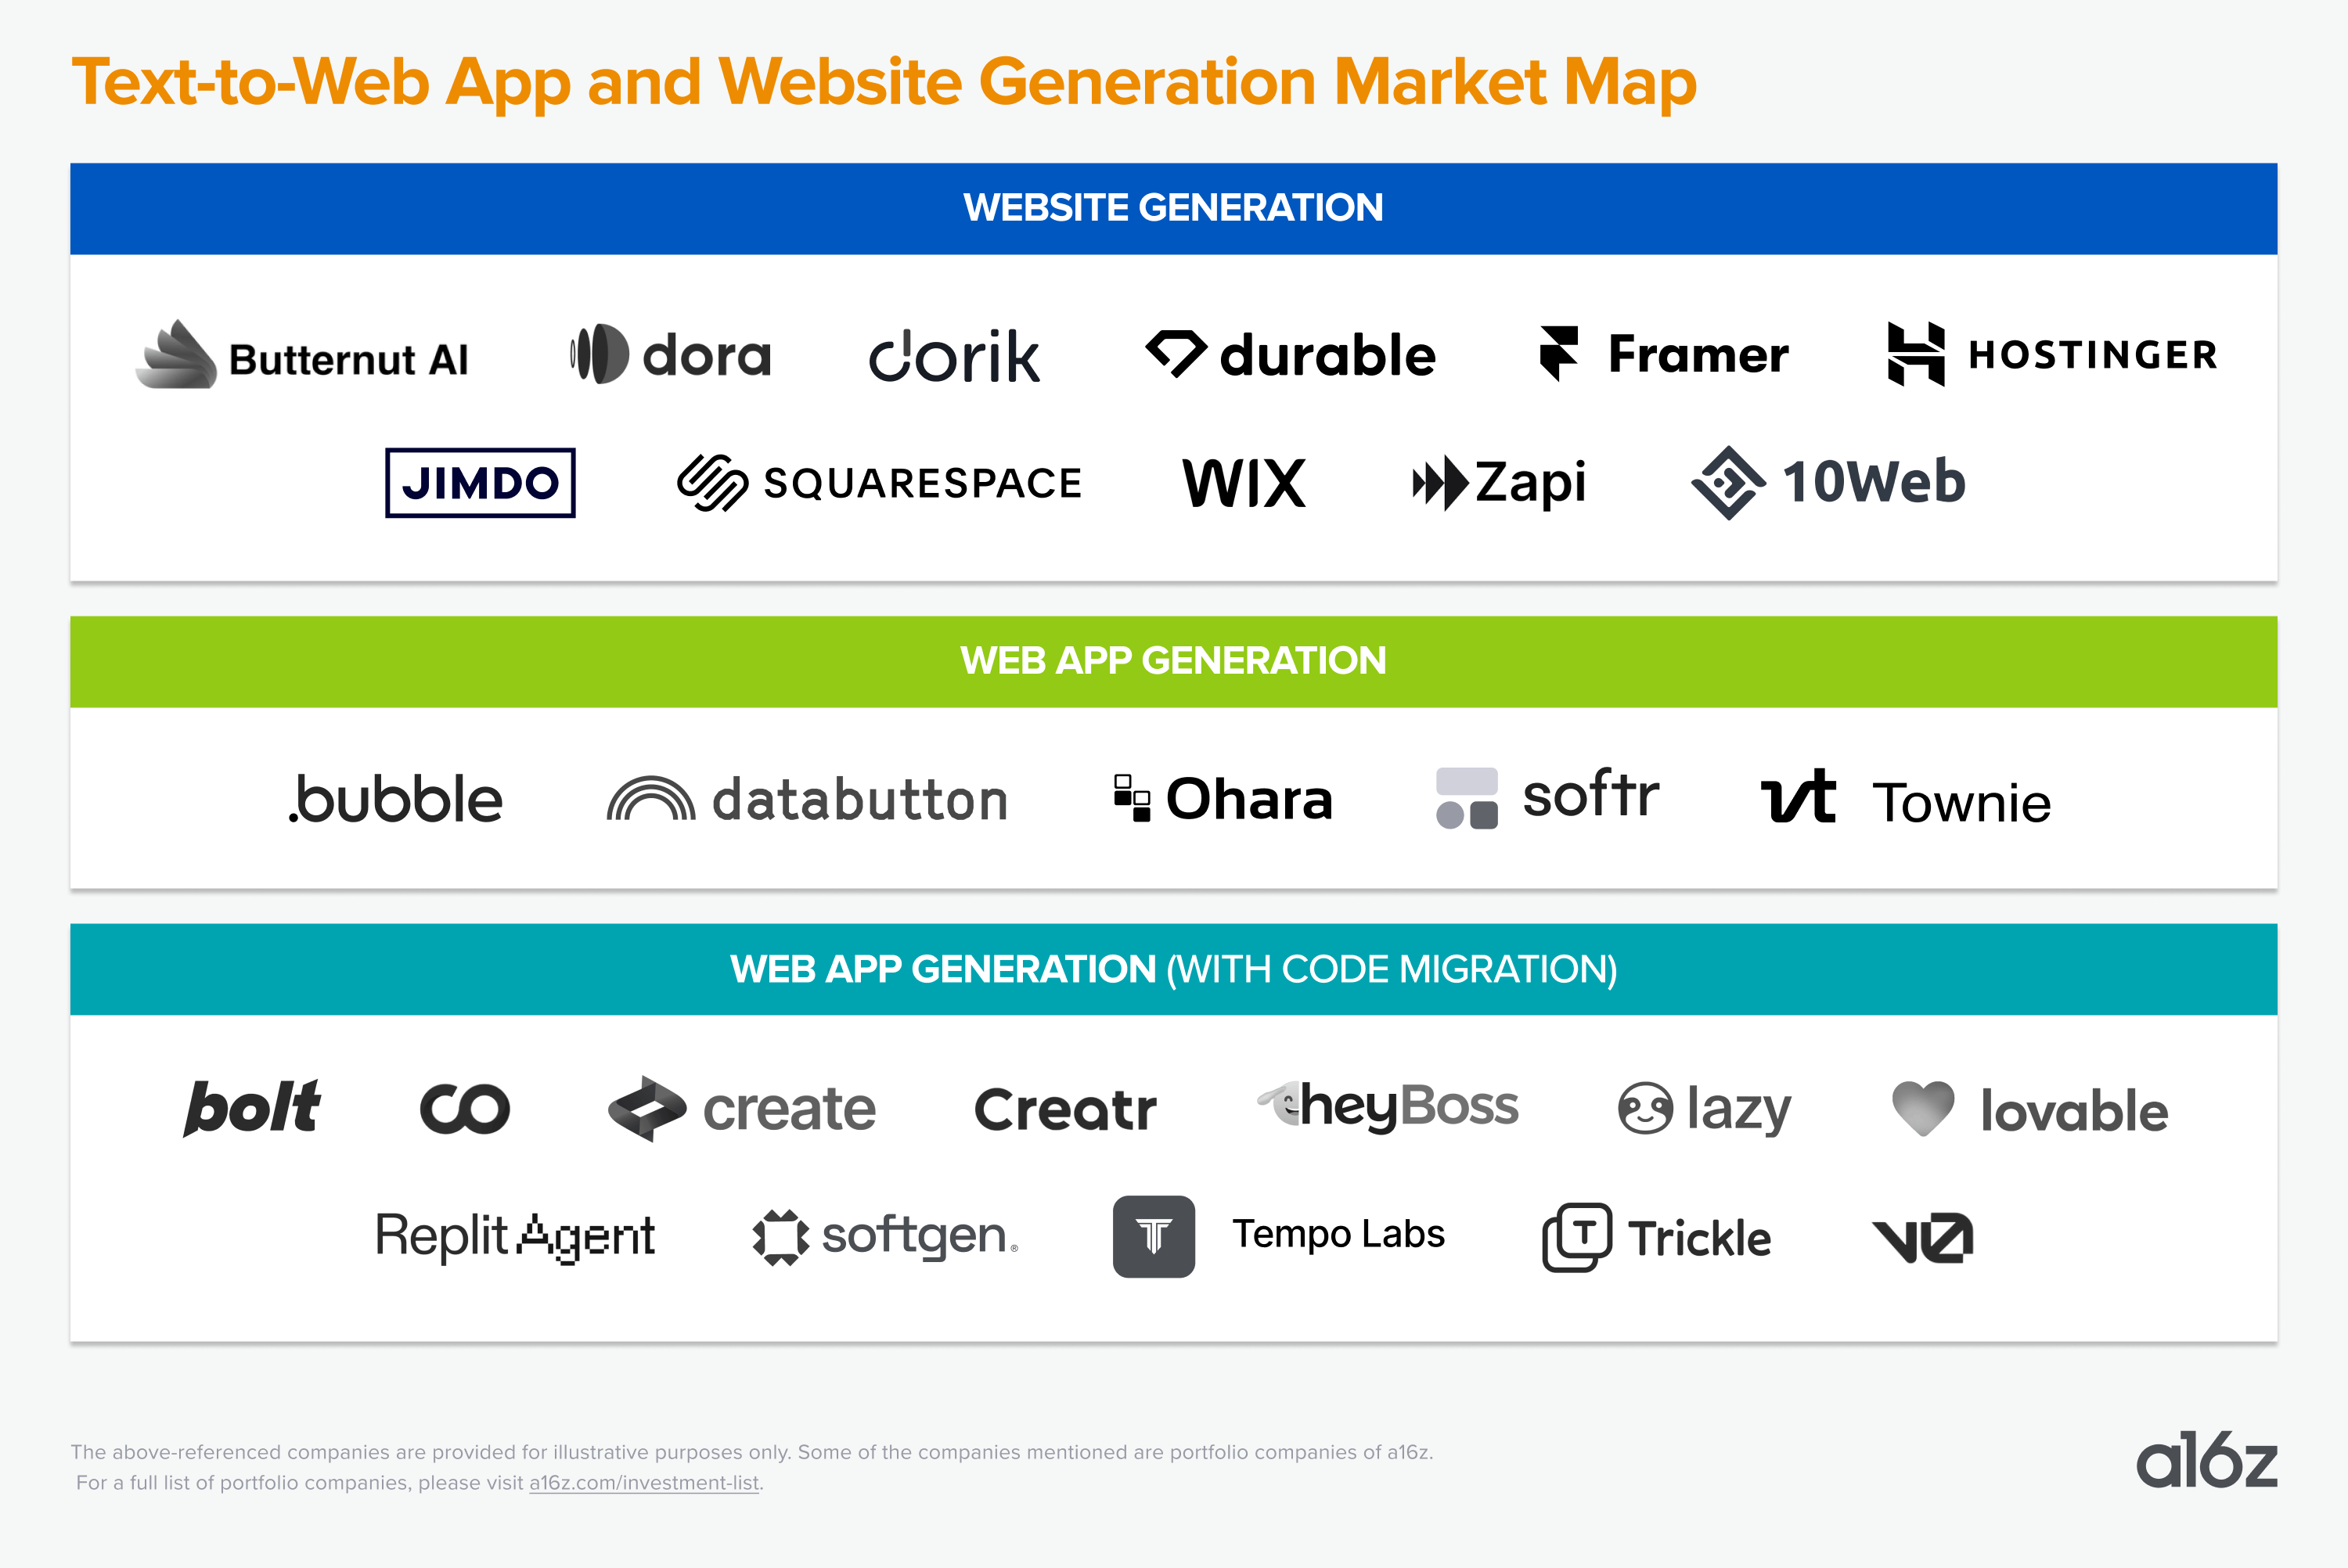 Text-to-Web App and Website Generation Market Map
WEBSITE GENERATION
Butternut AI dora dorik durable Framer HOSTINGER
JIMDO SQUARESPACE WIX Zapi 10Web
WEB APP GENERATION
.bubble databutton Ohara softr vt Townie
WEB APP GENERATION (WITH CODE MIGRATION)
bolt co create Creatr heyBoss lazy lovable
Replit Agent softgen® T Tempo Labs T Trickle v0
The above-referenced companies are provided for illustrative purposes only. Some of the companies mentioned are portfolio companies of a16z.
For a full list of portfolio companies, please visit a16z.com/investment-list.
a16z